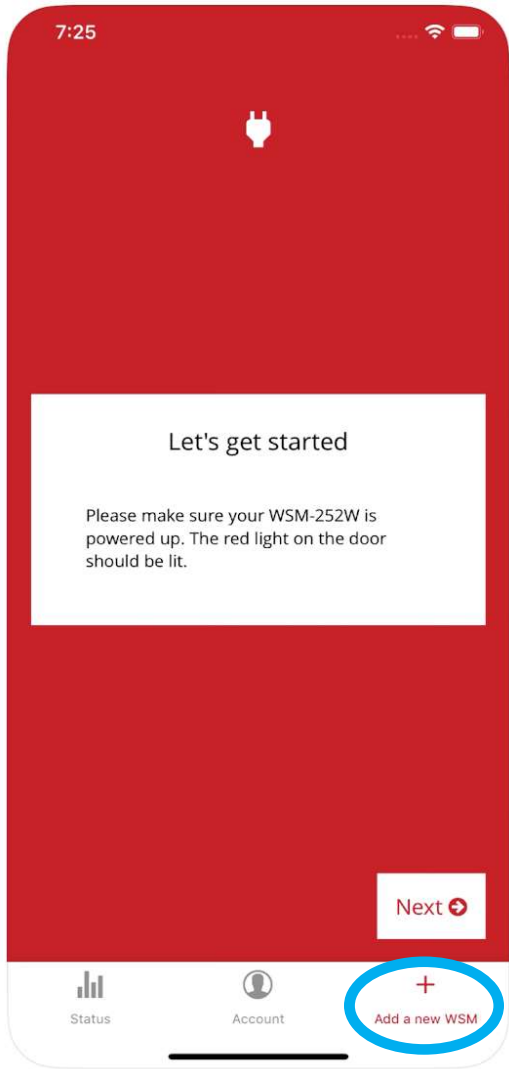 7:25
Let's get started
Please make sure your WSM-252W is
powered up. The red light on the door
should be lit.
Next
Status
Account
Add a new WSM